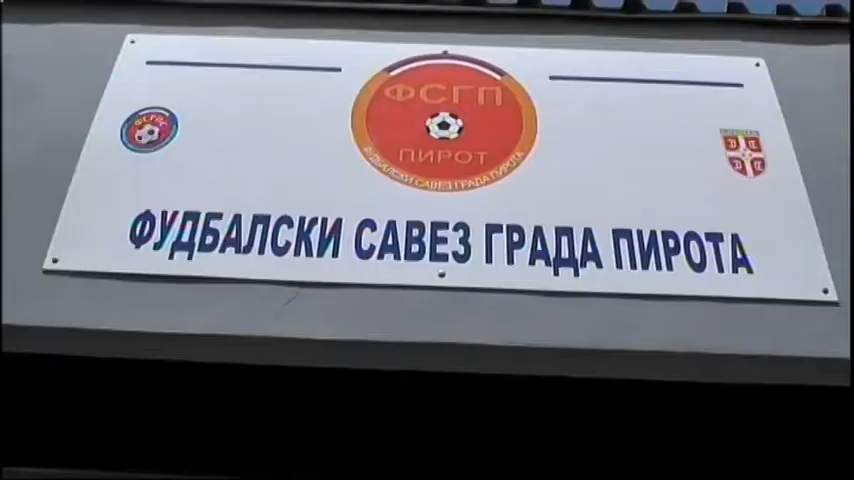 ФСГП
ПИРОТ
ФУДБАЛСКИ САВЕЗ ГРАДА ПИРОТА
ФУДБАЛСКИ САВЕЗ ГРАДА ПИРОТА